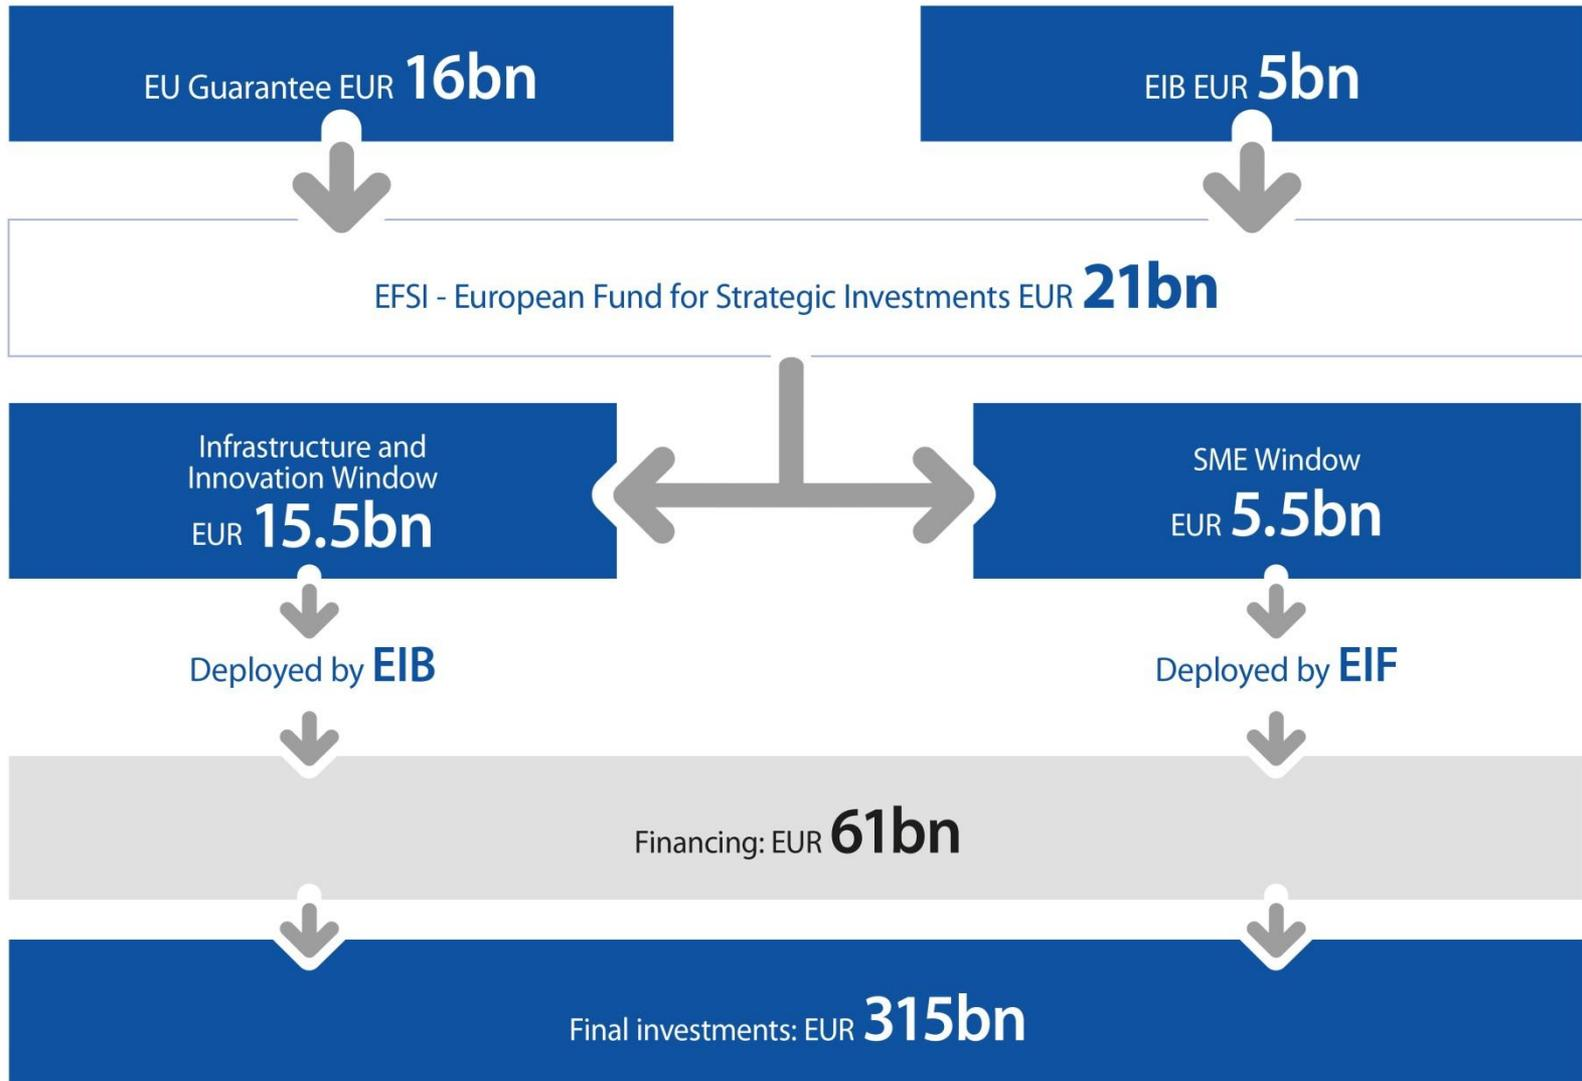 EU Guarantee EUR 16bn
EIB EUR 5bn
EFSI - European Fund for Strategic Investments EUR 21bn
Infrastructure and
Innovation Window
EUR 15.5bn
SME Window
EUR 5.5bn
Deployed by EIB
Deployed by EIF
Financing: EUR 61bn
Final investments: EUR 315bn